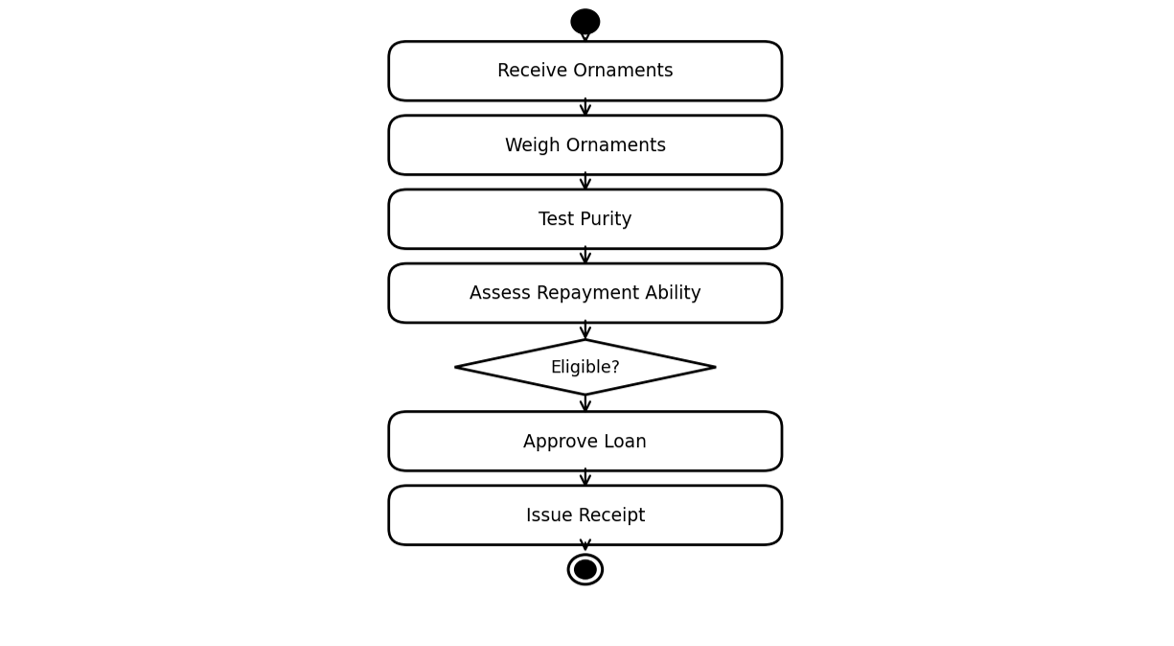 Receive Ornaments
Weigh Ornaments
Test Purity
Assess Repayment Ability
Eligible?
Approve Loan
Issue Receipt